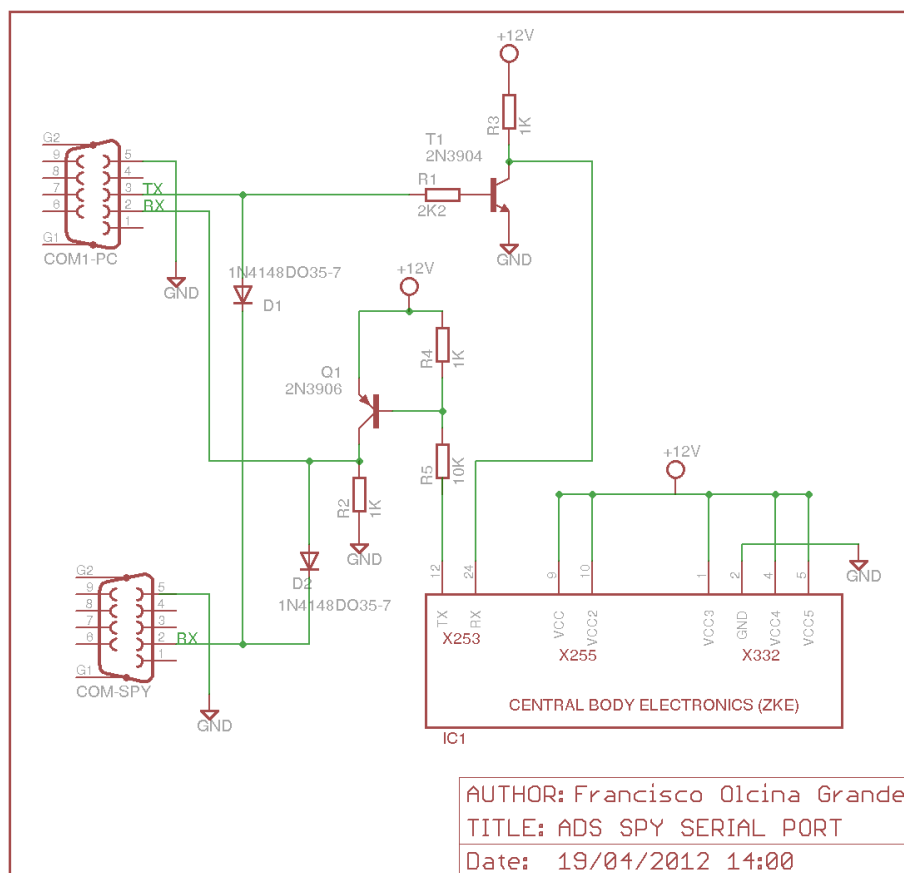 +12V
R3
1K
T1
2N3904
G2
9
5
8
4
7
3
TX
6
2
RX
1
G1
COM1-PC
GND
R1
2K2
GND
1N4148DO35-7
D1
+12V
R4
1K
Q1
2N3906
R5
10K
R2
1K
GND
+12V
D2
1N4148DO35-7
G2
9
5
8
4
7
3
6
2
RX
1
G1
COM-SPY
GND
12
24
9
10
1
2
4
5
GND
TX
RX
VCC
VCC2
VCC3
GND
VCC4
VCC5
X253
X255
X332
CENTRAL BODY ELECTRONICS (ZKE)
IC1
AUTHOR: Francisco Olcina Grande
TITLE: ADS SPY SERIAL PORT
Date: 19/04/2012 14:00